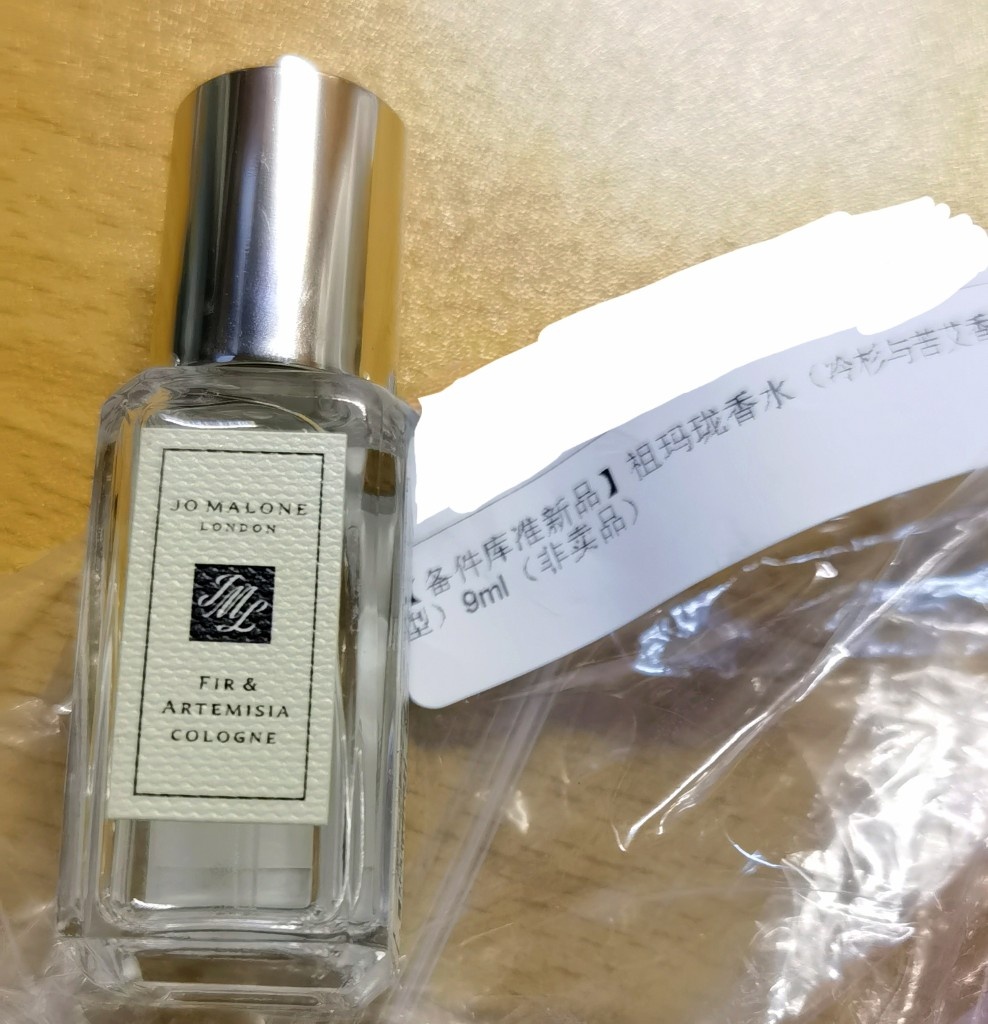 JO MALONE
LONDON
JML
FIR &
ARTEMISIA
COLOGNE
【备件库准新品】祖玛珑香水（冷杉与苦艾香
型）9ml（非卖品）